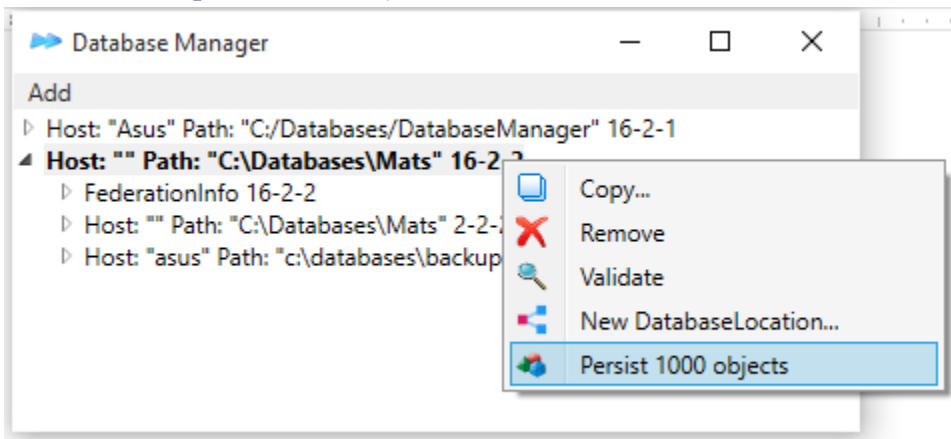 Database Manager
Add
Host: "Asus" Path: "C:/Databases/DatabaseManager" 16-2-1
Host: "" Path: "C:\Databases\Mats" 16-2-2
FederationInfo 16-2-2
Host: "" Path: "C:\Databases\Mats" 2-2-
Host: "asus" Path: "c:\databases\backup
Copy...
Remove
Validate
New DatabaseLocation...
Persist 1000 objects